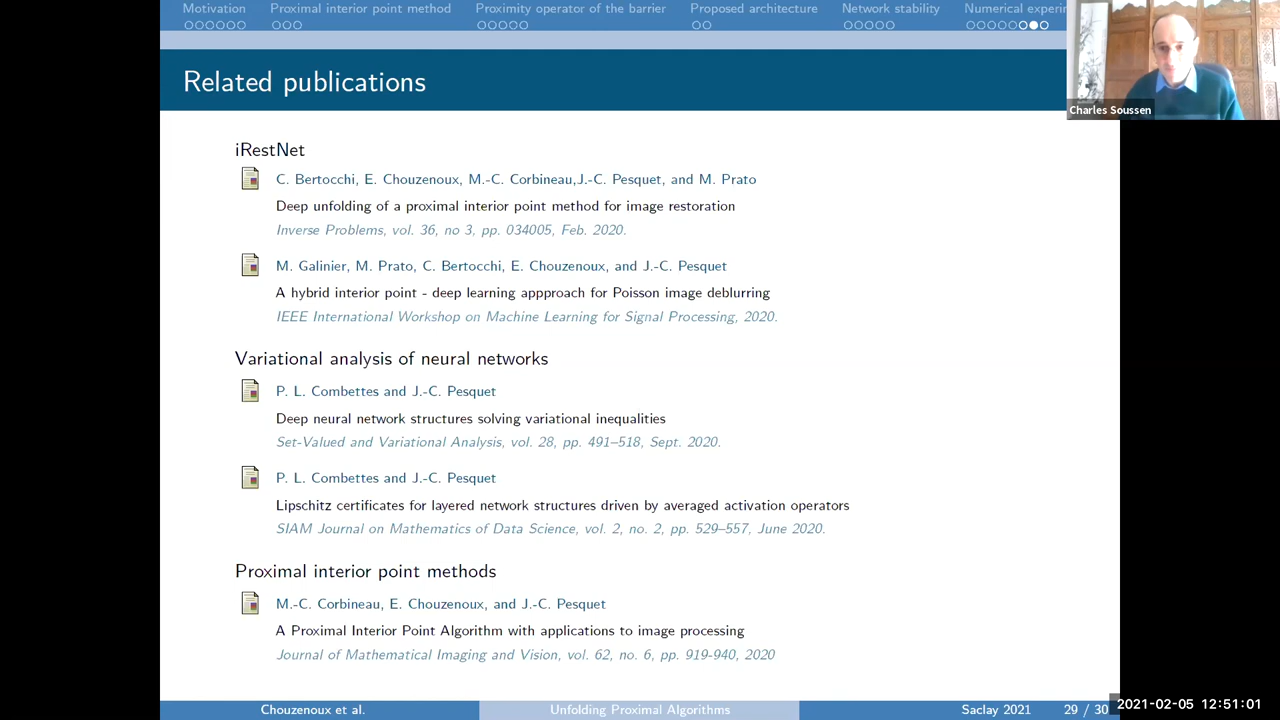 Motivation Proximal interior point method Proximity operator of the barrier Proposed architecture Network stability Numerical experim
Related publications
Charles Soussen
iRestNet
C. Bertocchi, E. Chouzenoux, M.-C. Corbineau,J.-C. Pesquet, and M. Prato
Deep unfolding of a proximal interior point method for image restoration
Inverse Problems, vol. 36, no 3, pp. 034005, Feb. 2020.
M. Galinier, M. Prato, C. Bertocchi, E. Chouzenoux, and J.-C. Pesquet
A hybrid interior point - deep learning appproach for Poisson image deblurring
IEEE International Workshop on Machine Learning for Signal Processing, 2020.
Variational analysis of neural networks
P. L. Combettes and J.-C. Pesquet
Deep neural network structures solving variational inequalities
Set-Valued and Variational Analysis, vol. 28, pp. 491–518, Sept. 2020.
P. L. Combettes and J.-C. Pesquet
Lipschitz certificates for layered network structures driven by averaged activation operators
SIAM Journal on Mathematics of Data Science, vol. 2, no. 2, pp. 529–557, June 2020.
Proximal interior point methods
M.-C. Corbineau, E. Chouzenoux, and J.-C. Pesquet
A Proximal Interior Point Algorithm with applications to image processing
Journal of Mathematical Imaging and Vision, vol. 62, no. 6, pp. 919-940, 2020
Chouzenoux et al. Unfolding Proximal Algorithms Saclay 2021 29 / 30
2021-02-05 12:51:01